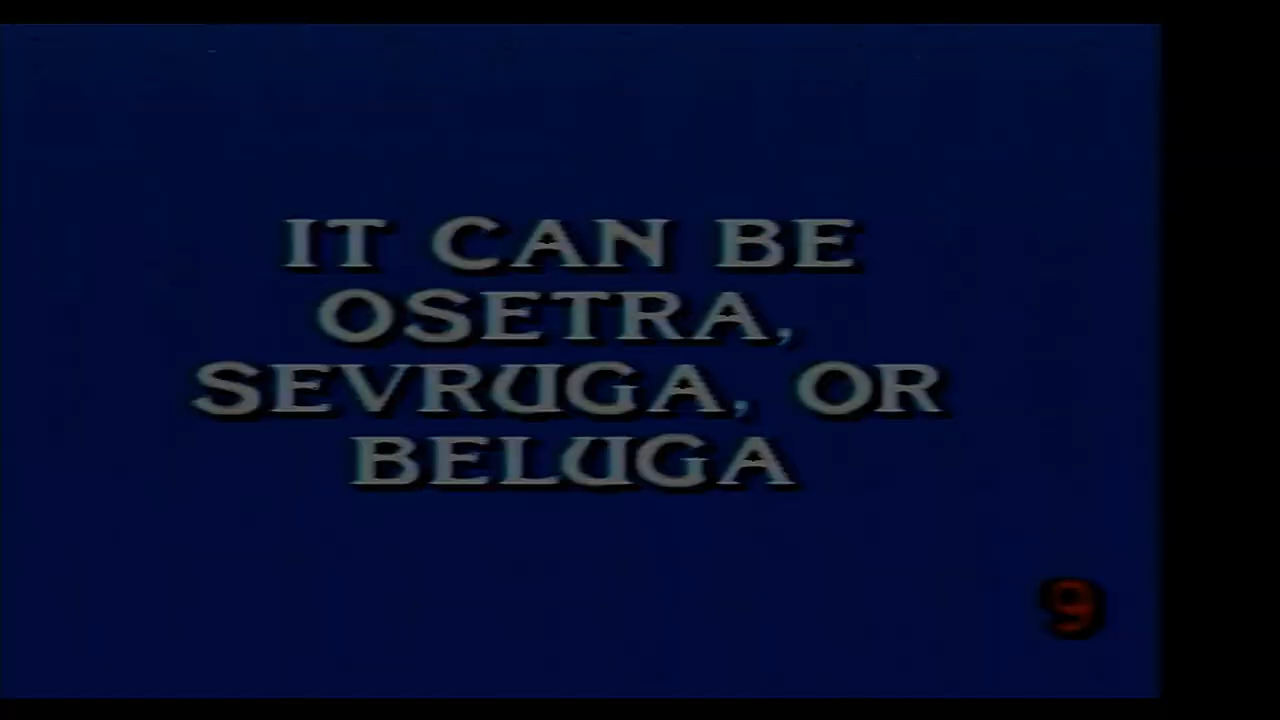 IT CAN BE
OSETRA,
SEVRUGA, OR
BELUGA
9